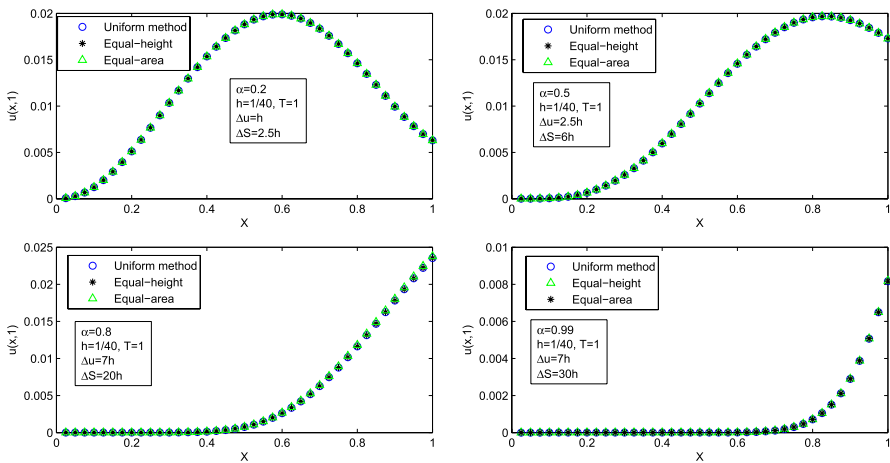 0.02
0.015
0.01
0.005
0
u(x,1)
Uniform method
Equal-height
Equal-area
α=0.2
h=1/40, T=1
Δu=h
ΔS=2.5h
0 0.2 0.4 0.6 0.8 1
X
0.02
0.015
0.01
0.005
0
u(x,1)
Uniform method
Equal-height
Equal-area
α=0.5
h=1/40, T=1
Δu=2.5h
ΔS=6h
0 0.2 0.4 0.6 0.8 1
X
0.025
0.02
0.015
0.01
0.005
0
u(x,1)
Uniform method
Equal-height
Equal-area
α=0.8
h=1/40, T=1
Δu=7h
ΔS=20h
0 0.2 0.4 0.6 0.8 1
X
0.01
0.008
0.006
0.004
0.002
0
u(x,1)
Uniform method
Equal-height
Equal-area
α=0.99
h=1/40, T=1
Δu=7h
ΔS=30h
0 0.2 0.4 0.6 0.8 1
X